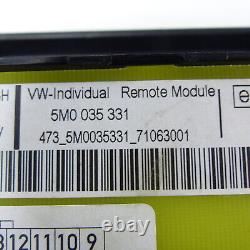 VW-Individual Remote Module
5M0 035 331
473_5M0035331_71063001
12 11 10 9